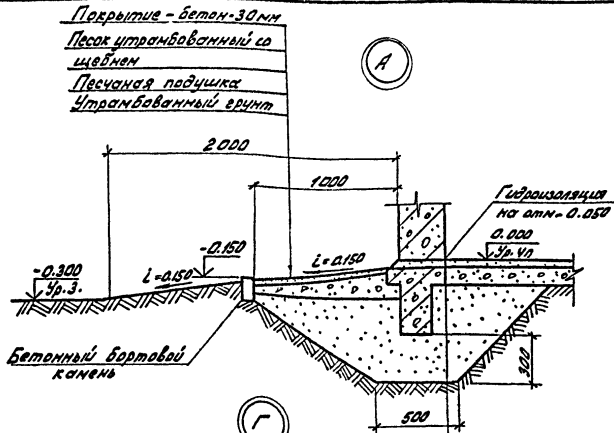 Покрытие - бетон-30мм
Песок утрамбованный со
щебнем
Песчаная подушка
Утрамбованный грунт
А
2000
1000
Гидроизоляция
на отм-0.050
0.000
Ур.ч.п
-0.150
i=0.150
-0.300
Ур.з.
i=0.150
Бетонный бортовой
камень
300
500
Г